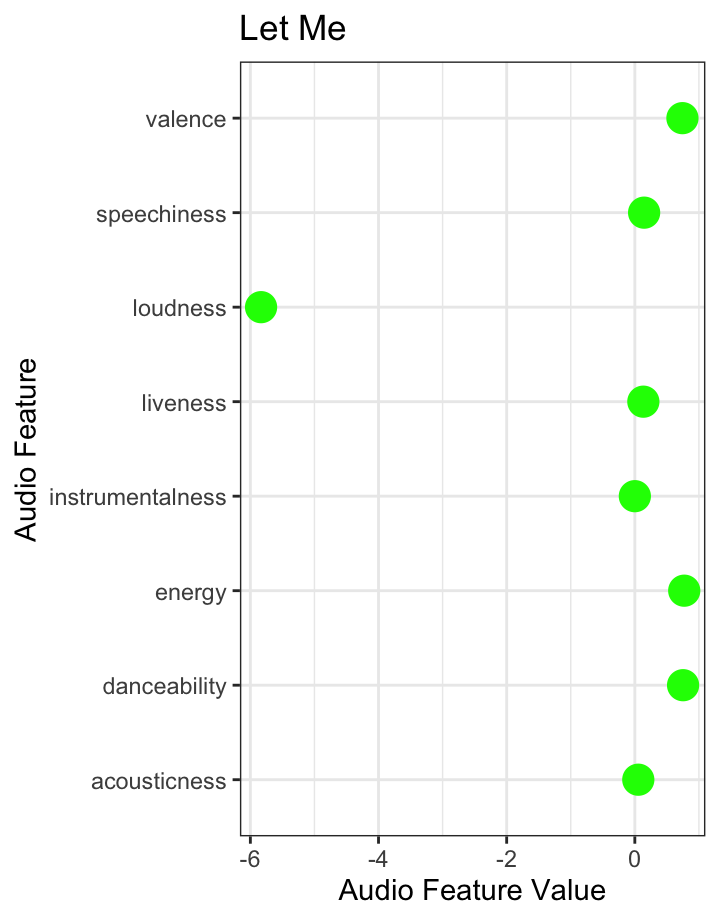 Let Me
Audio Feature
valence
speechiness
loudness
liveness
instrumentalness
energy
danceability
acousticness
-6 -4 -2 0
Audio Feature Value